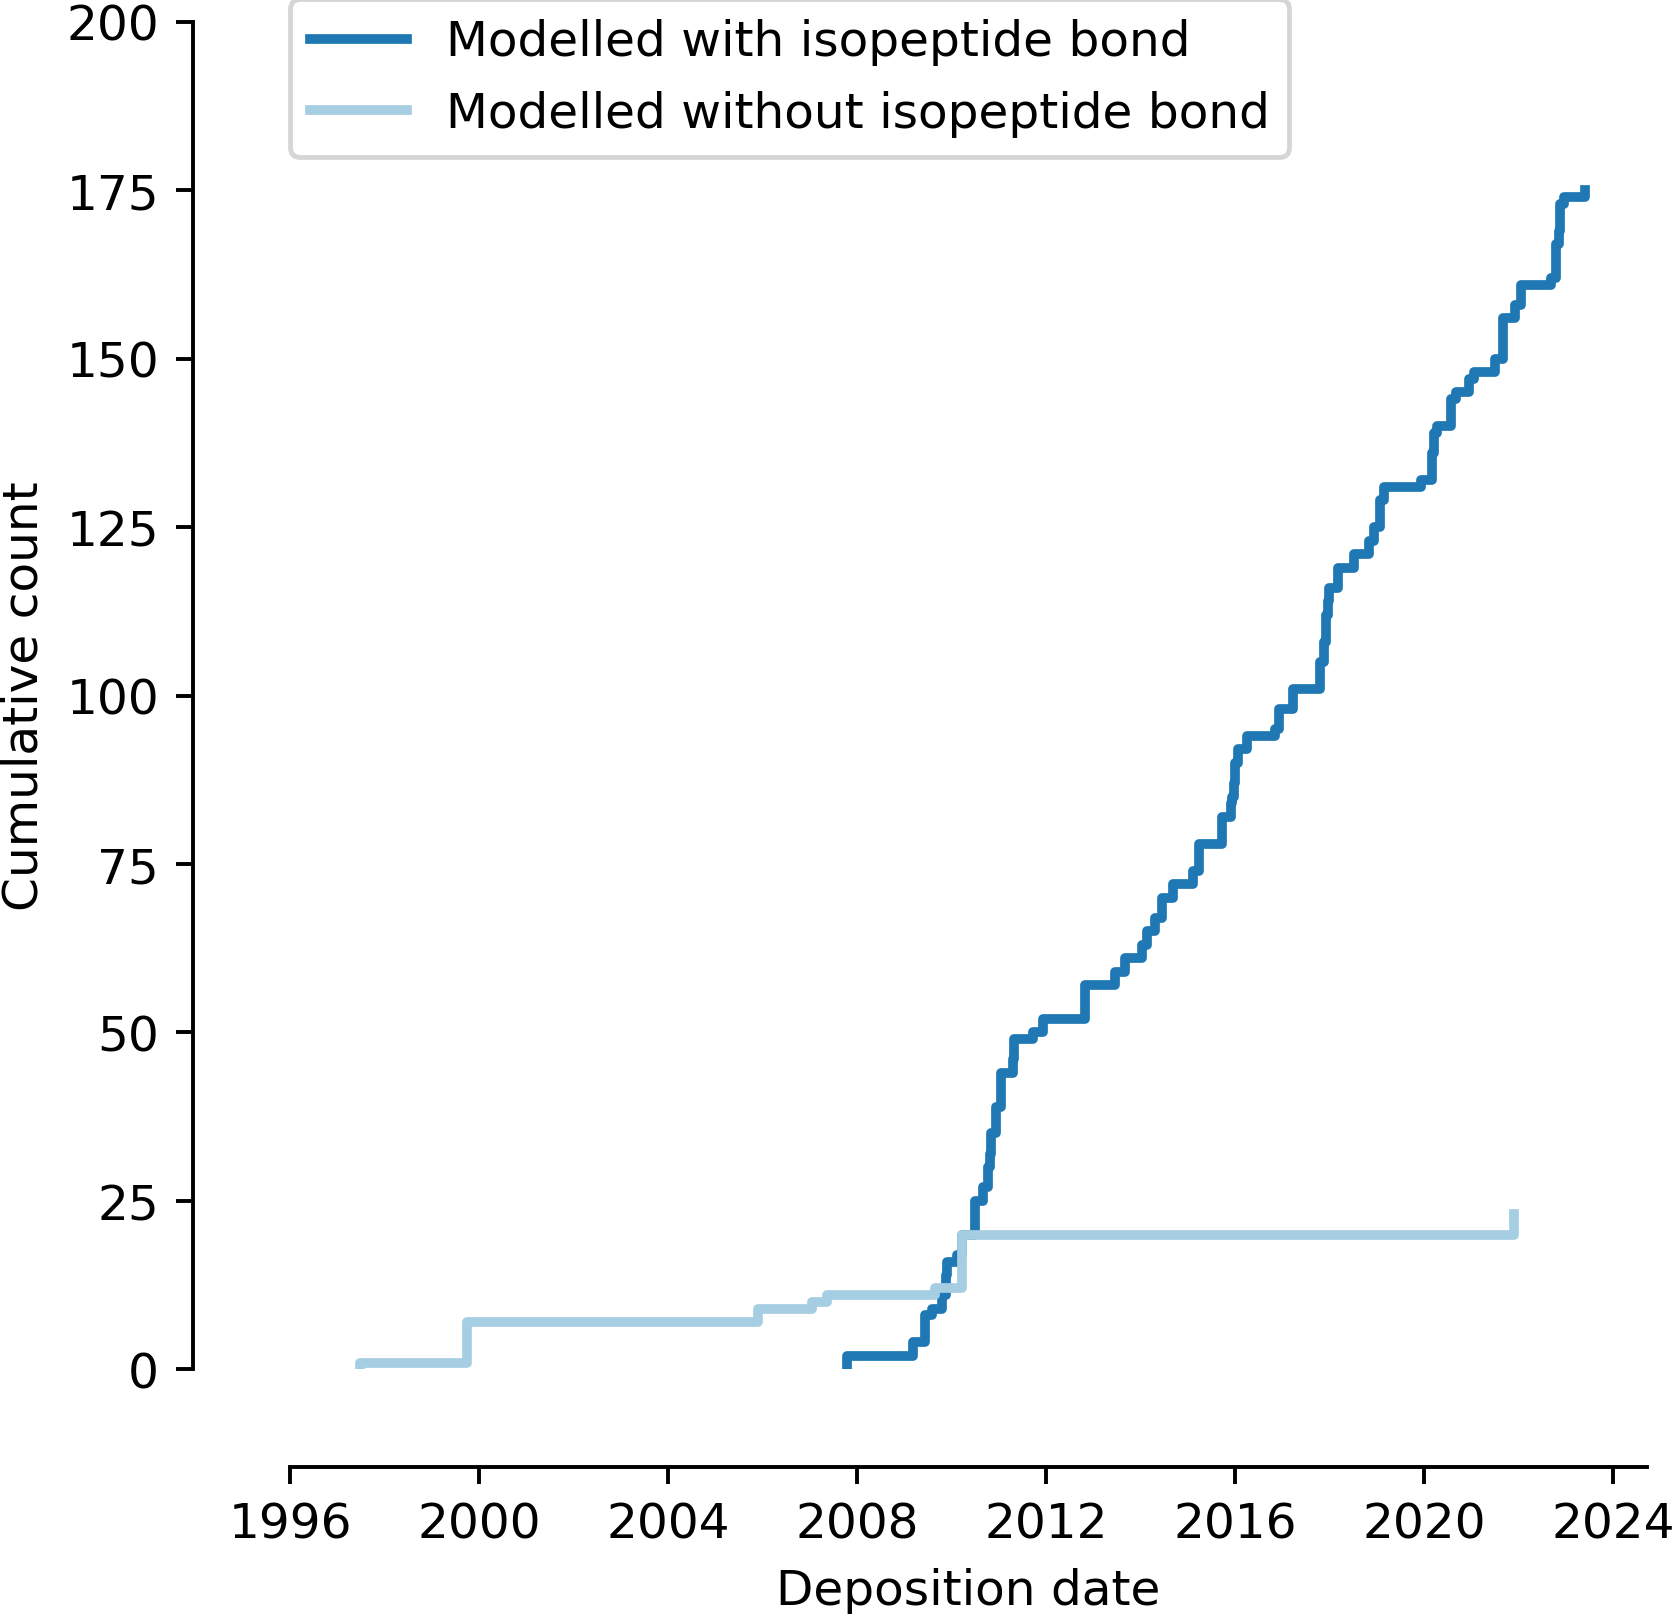 Modelled with isopeptide bond
Modelled without isopeptide bond
Cumulative count
200
175
150
125
100
75
50
25
0
1996 2000 2004 2008 2012 2016 2020 2024
Deposition date